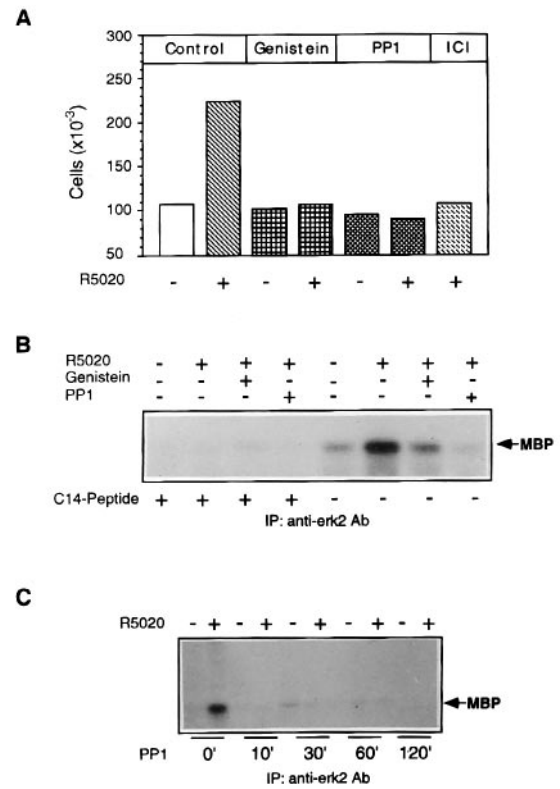 A
Control Genistein PP1 ICI
300
250
200
150
100
50
Cells (x10-3)
R5020 - + - + - + +
B
R5020 - + + + - + + +
Genistein - - + - - - + -
PP1 - - - + - - - +
MBP
C14-Peptide + + + + - - - -
IP: anti-erk2 Ab
C
R5020 - + - + - + - + - +
MBP
PP1 0' 10' 30' 60' 120'
IP: anti-erk2 Ab